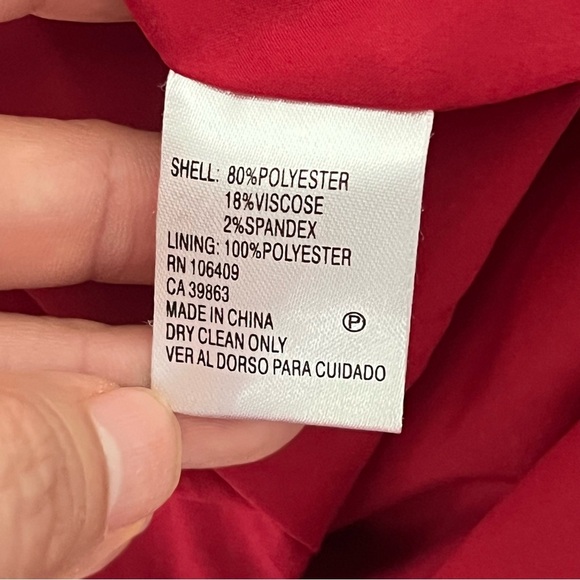 SHELL: 80%POLYESTER
18%VISCOSE
2%SPANDEX
LINING: 100%POLYESTER
RN 106409
CA 39863
MADE IN CHINA Ⓟ
DRY CLEAN ONLY
VER AL DORSO PARA CUIDADO